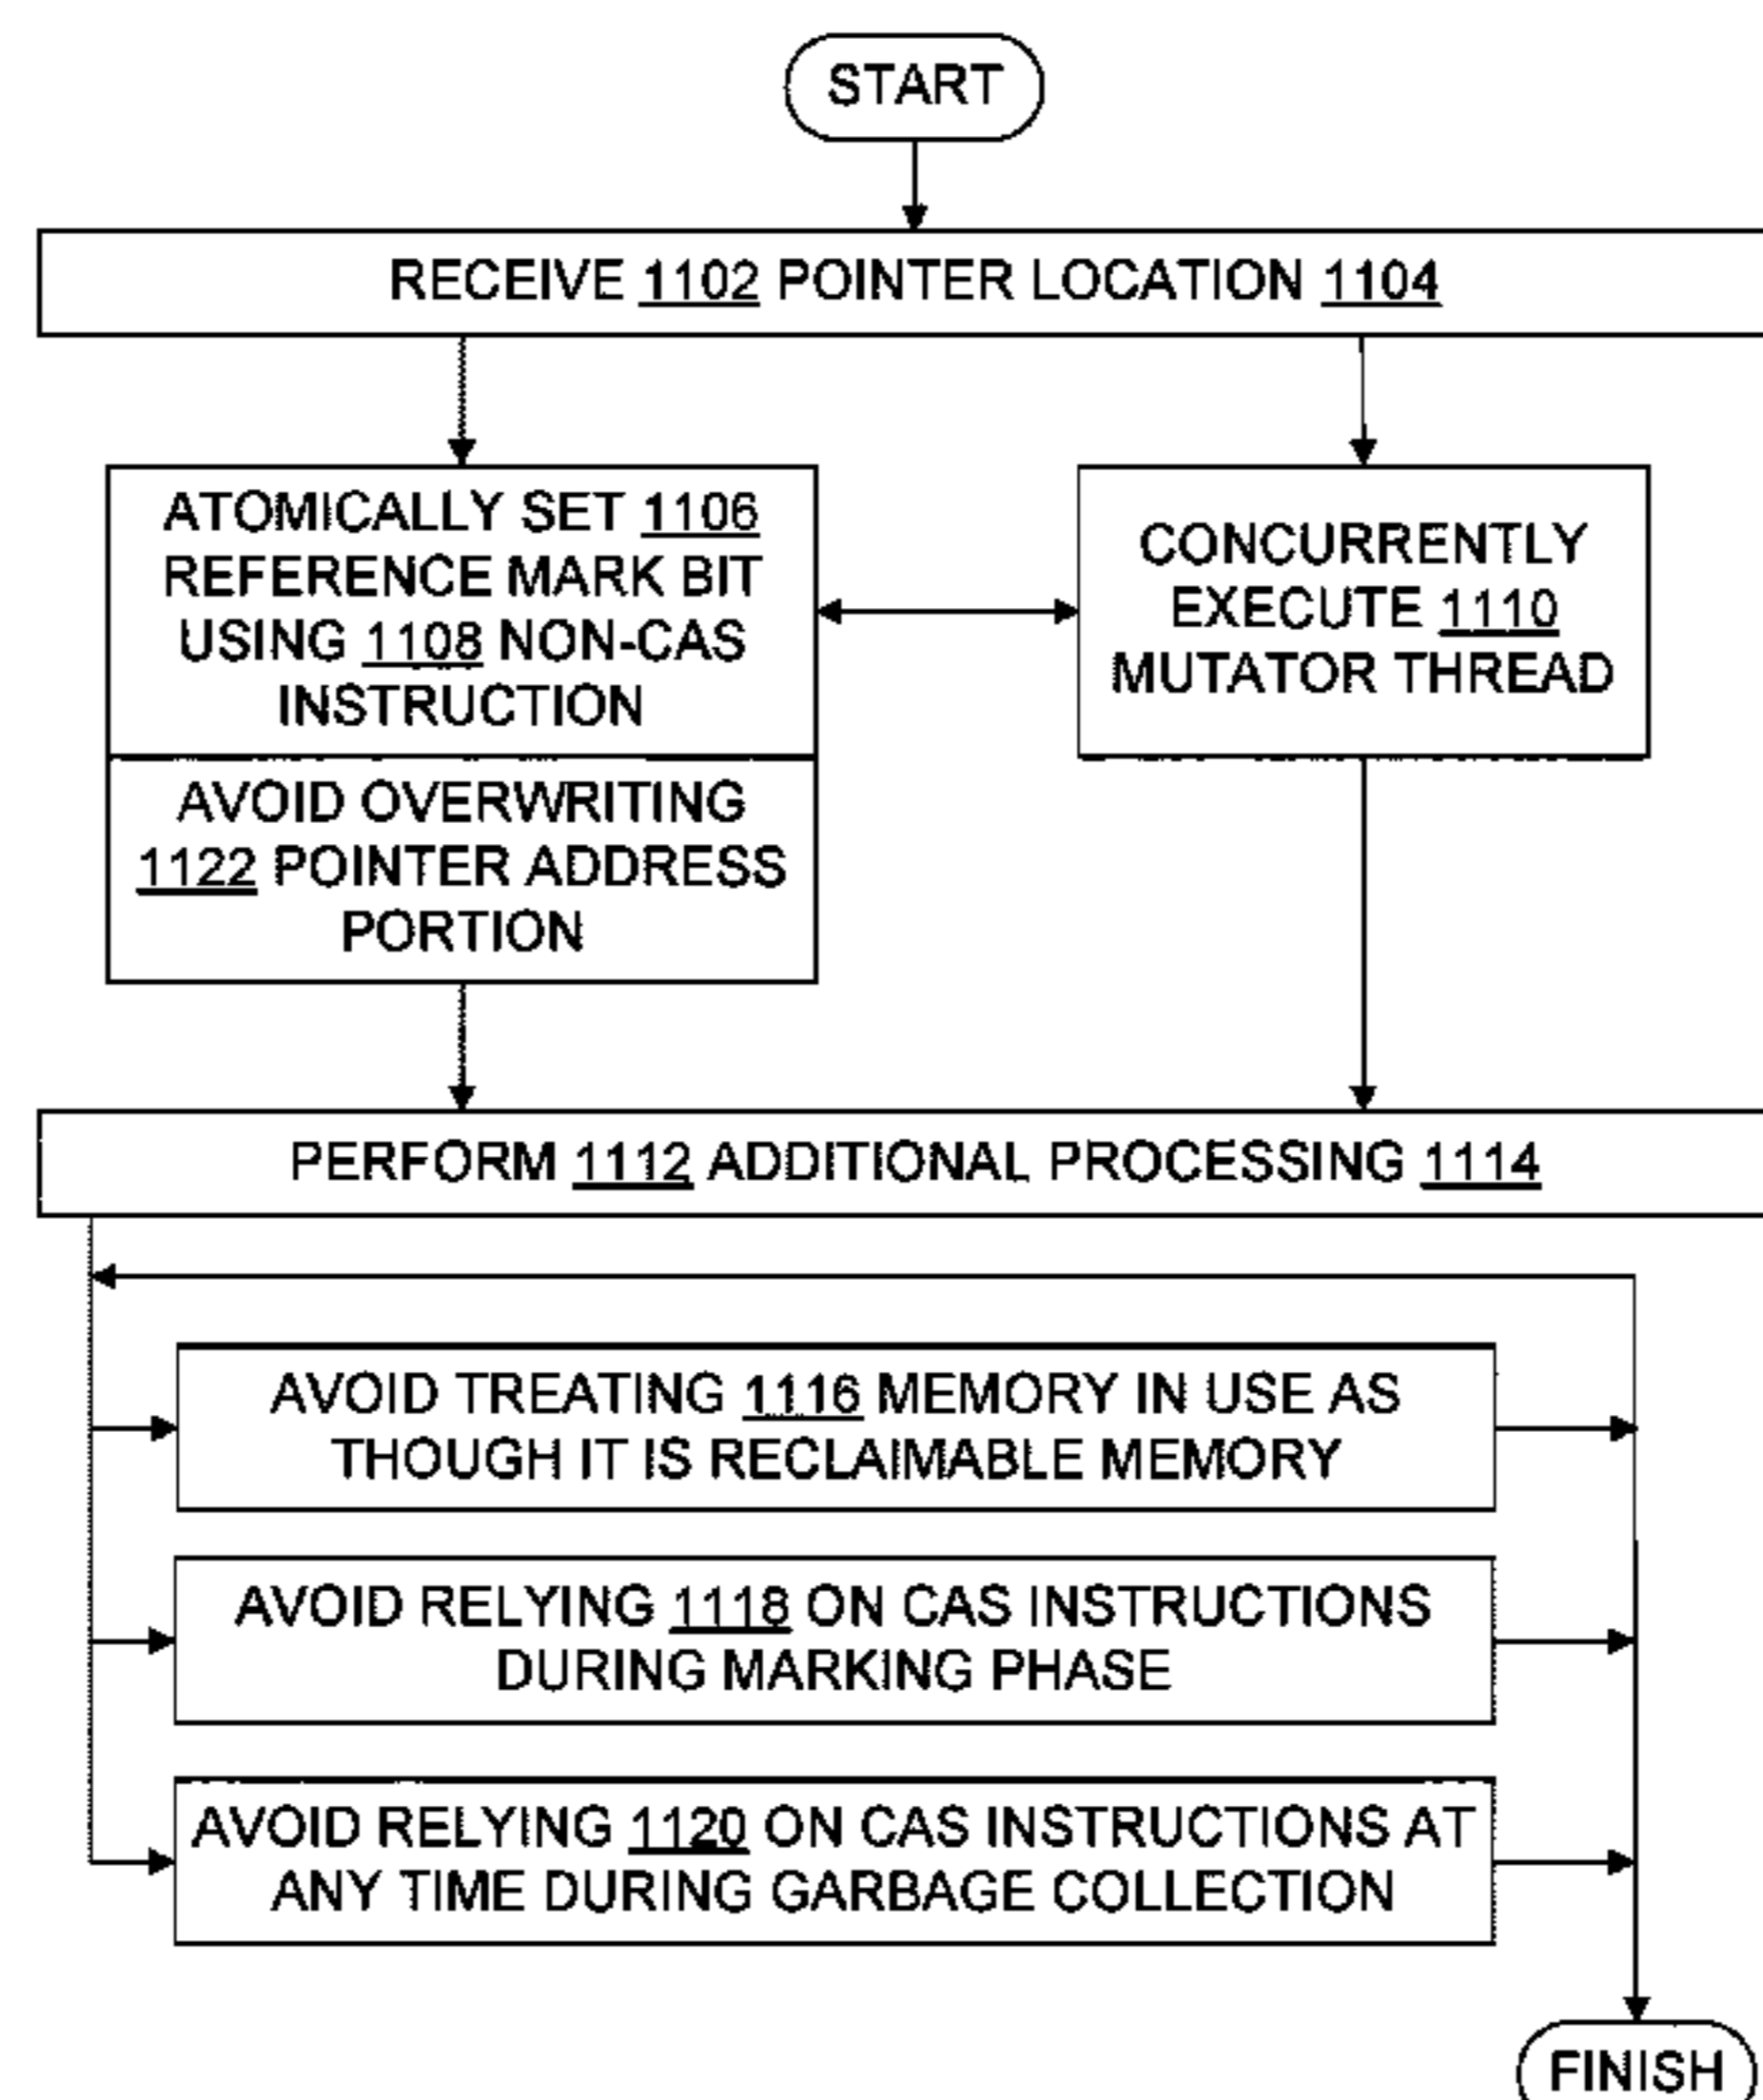 START
RECEIVE 1102 POINTER LOCATION 1104
ATOMICALLY SET 1106
REFERENCE MARK BIT
USING 1108 NON-CAS
INSTRUCTION
AVOID OVERWRITING
1122 POINTER ADDRESS
PORTION
CONCURRENTLY
EXECUTE 1110
MUTATOR THREAD
PERFORM 1112 ADDITIONAL PROCESSING 1114
AVOID TREATING 1116 MEMORY IN USE AS
THOUGH IT IS RECLAIMABLE MEMORY
AVOID RELYING 1118 ON CAS INSTRUCTIONS
DURING MARKING PHASE
AVOID RELYING 1120 ON CAS INSTRUCTIONS AT
ANY TIME DURING GARBAGE COLLECTION
FINISH